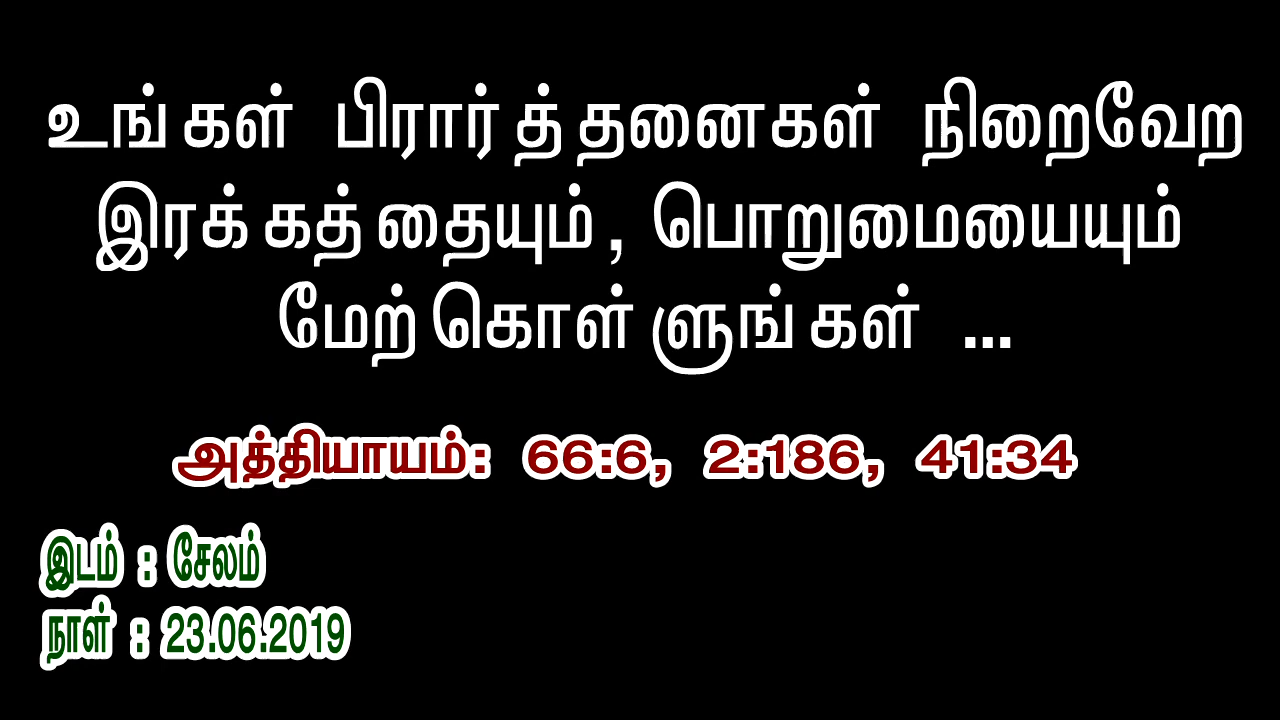 உங்கள் பிரார்த்தனைகள் நிறைவேற
இரக்கத்தையும், பொறுமையையும்
மேற்கொள்ளுங்கள் ...
அத்தியாயம்: 66:6, 2:186, 41:34
இடம் : சேலம்
நாள் : 23.06.2019